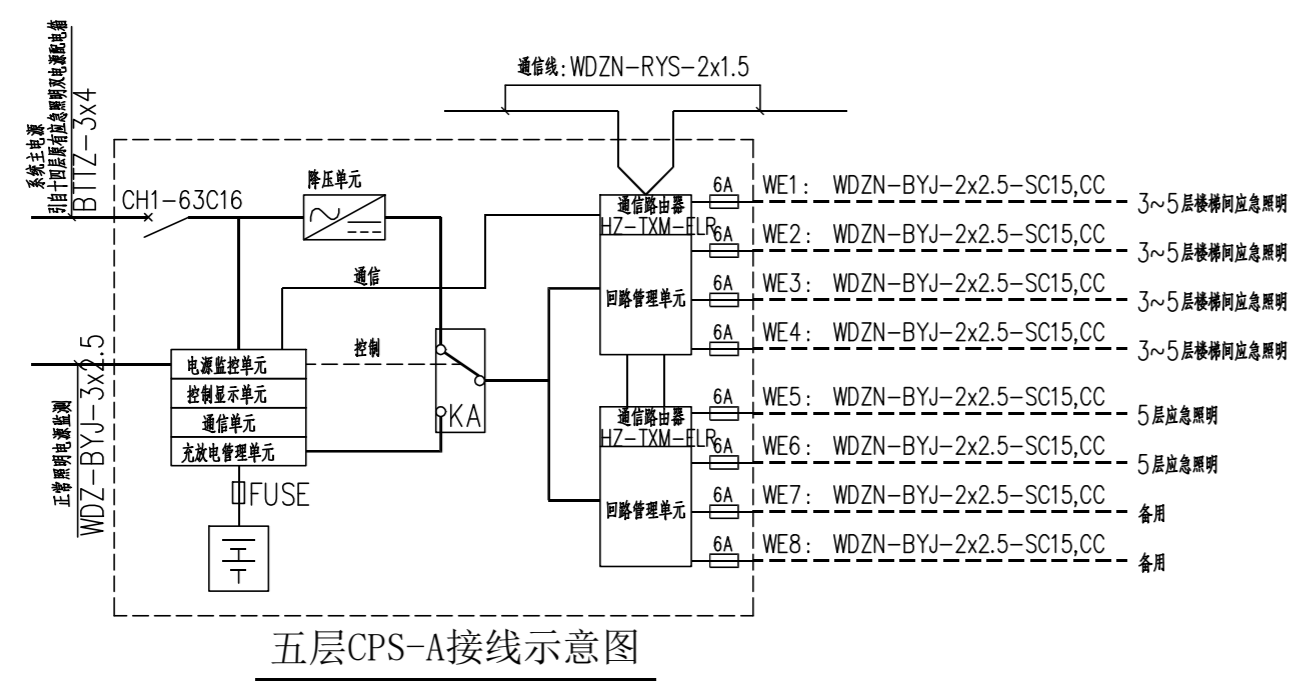 系统主电源
引自十四层原有应急照明双电源配电箱
BTTZ-3x4
通信线:WDZN-RYS-2x1.5
CH1-63C16
降压单元
通信
控制
正常照明电源监测
WDZ-BYJ-3x2.5
电源监控单元
控制显示单元
通信单元
充放电管理单元
FUSE
KA
通信路由器
HZ-TXM-ELR
回路管理单元
通信路由器
HZ-TXM-ELR
回路管理单元
6A WE1: WDZN-BYJ-2x2.5-SC15,CC 3~5层楼梯间应急照明
6A WE2: WDZN-BYJ-2x2.5-SC15,CC 3~5层楼梯间应急照明
6A WE3: WDZN-BYJ-2x2.5-SC15,CC 3~5层楼梯间应急照明
6A WE4: WDZN-BYJ-2x2.5-SC15,CC 3~5层楼梯间应急照明
6A WE5: WDZN-BYJ-2x2.5-SC15,CC 5层应急照明
6A WE6: WDZN-BYJ-2x2.5-SC15,CC 5层应急照明
6A WE7: WDZN-BYJ-2x2.5-SC15,CC 备用
6A WE8: WDZN-BYJ-2x2.5-SC15,CC 备用
五层CPS-A接线示意图